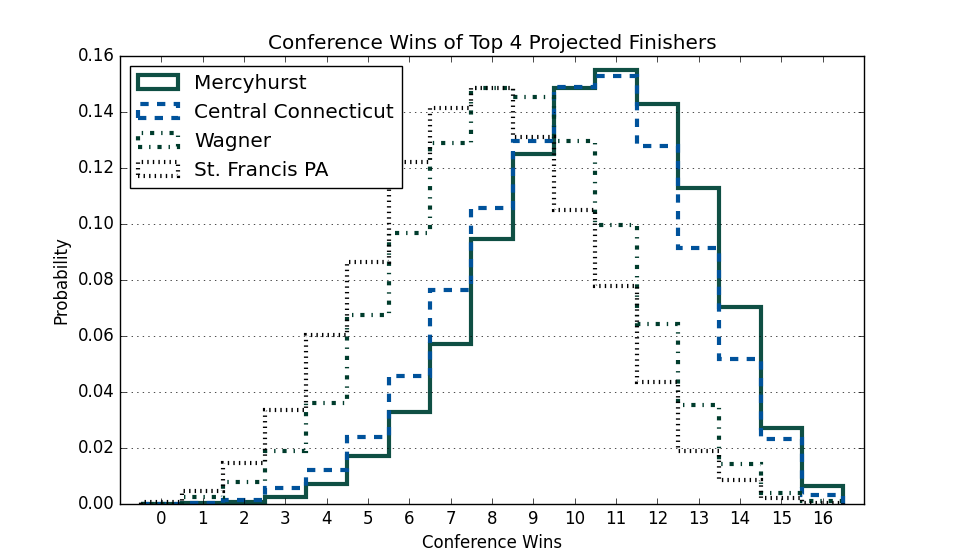 Conference Wins of Top 4 Projected Finishers
0.16
0.14
0.12
0.10
0.08
0.06
0.04
0.02
0.00
Probability
Mercyhurst
Central Connecticut
Wagner
St. Francis PA
0 1 2 3 4 5 6 7 8 9 10 11 12 13 14 15 16
Conference Wins